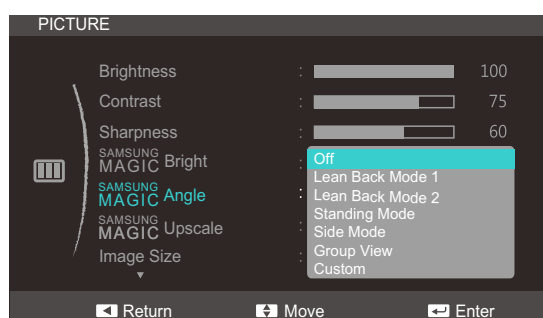 PICTURE
Brightness : 100
Contrast : 75
Sharpness : 60
SAMSUNG MAGIC Bright :
SAMSUNG MAGIC Angle :
SAMSUNG MAGIC Upscale :
Image Size :
Off
Lean Back Mode 1
Lean Back Mode 2
Standing Mode
Side Mode
Group View
Custom
Return Move Enter